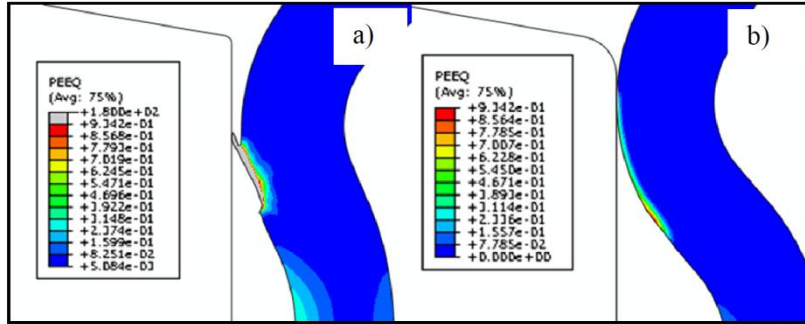 a)
PEEQ
(Avg: 75%)
+1.800e+02
+9.342e-01
+8.568e-01
+7.793e-01
+7.019e-01
+6.245e-01
+5.471e-01
+4.696e-01
+3.922e-01
+3.148e-01
+2.374e-01
+1.599e-01
+8.251e-02
+5.084e-03
b)
PEEQ
(Avg: 75%)
+9.342e-01
+8.564e-01
+7.785e-01
+7.007e-01
+6.228e-01
+5.450e-01
+4.671e-01
+3.893e-01
+3.114e-01
+2.336e-01
+1.557e-01
+7.785e-02
+0.000e+00